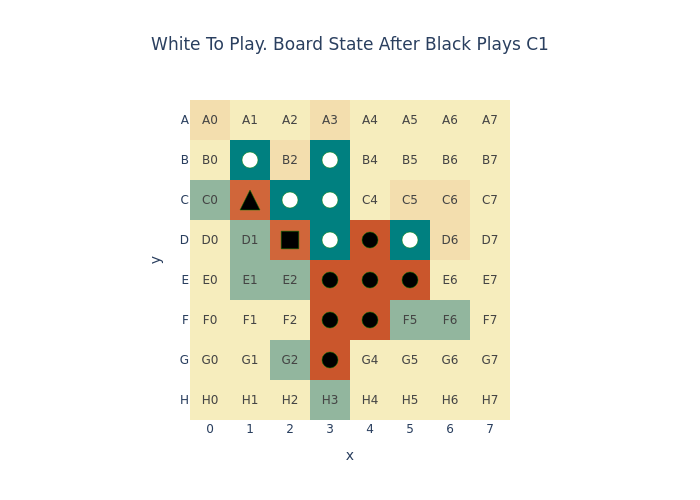 White To Play. Board State After Black Plays C1
A A0 A1 A2 A3 A4 A5 A6 A7
B B0 B2 B4 B5 B6 B7
C C0 C4 C5 C6 C7
D D0 D1 D6 D7
E E0 E1 E2 E6 E7
F F0 F1 F2 F5 F6 F7
G G0 G1 G2 G4 G5 G6 G7
H H0 H1 H2 H3 H4 H5 H6 H7
0 1 2 3 4 5 6 7
x
y